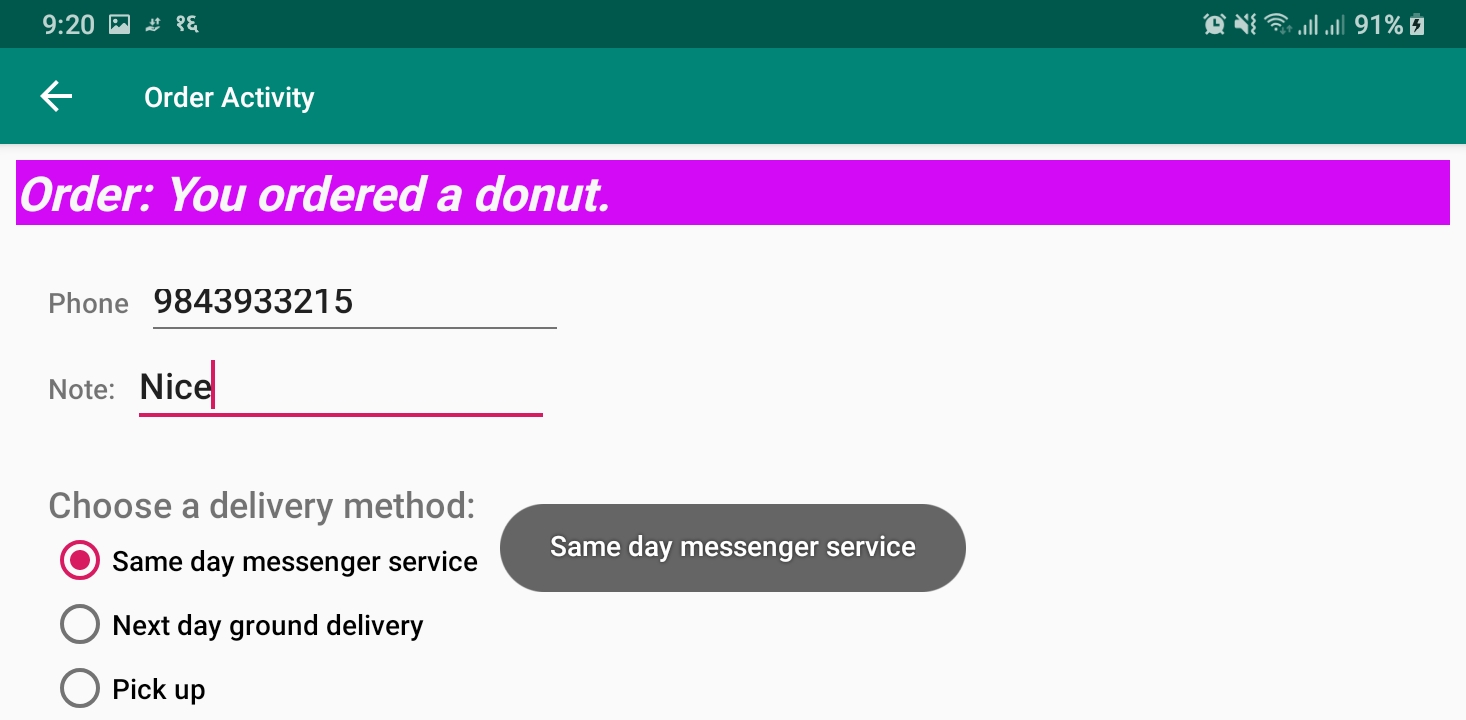 9:20 १६ 91%
Order Activity
Order: You ordered a donut.
Phone 9843933215
Note: Nice
Choose a delivery method:
Same day messenger service
Same day messenger service
Next day ground delivery
Pick up